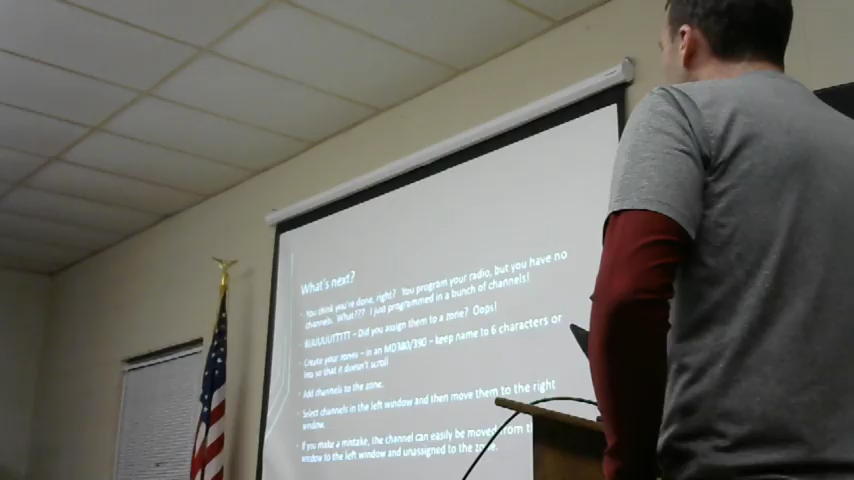 What's next?
You think you're done, right? You program your radio, but you have no
channels. What??? I just programmed in a bunch of channels!
BUUUUUTTTTT – Did you assign them to a zone? Oops!
Create your zones – in an MD380/390 – keep name to 6 characters or
less so that it doesn't scroll
Add channels to the zone.
Select channels in the left window and then move them to the right
window.
If you make a mistake, the channel can easily be moved from
window to the left window and unassigned to the zone.